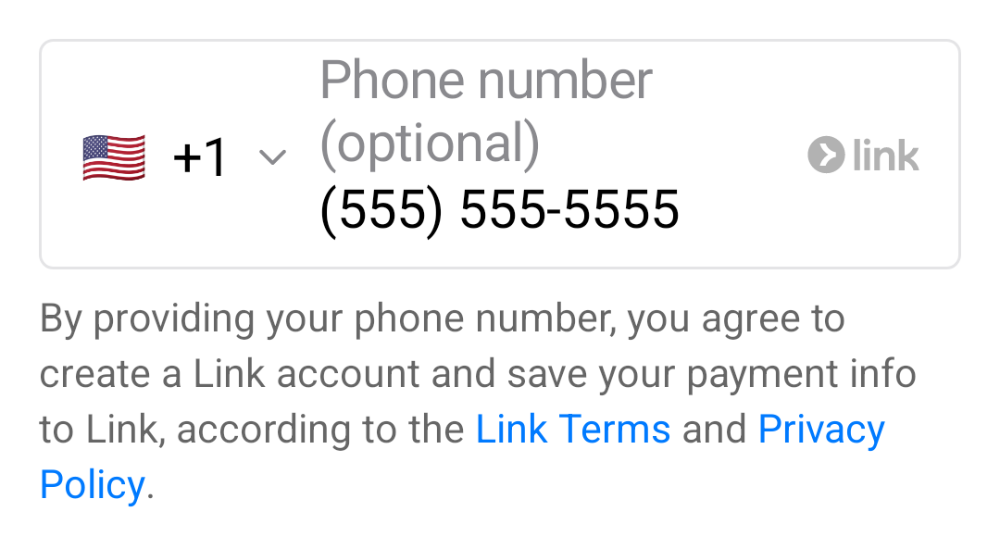 Phone number
(optional)
+1
(555) 555-5555
link
By providing your phone number, you agree to
create a Link account and save your payment info
to Link, according to the Link Terms and Privacy
Policy.